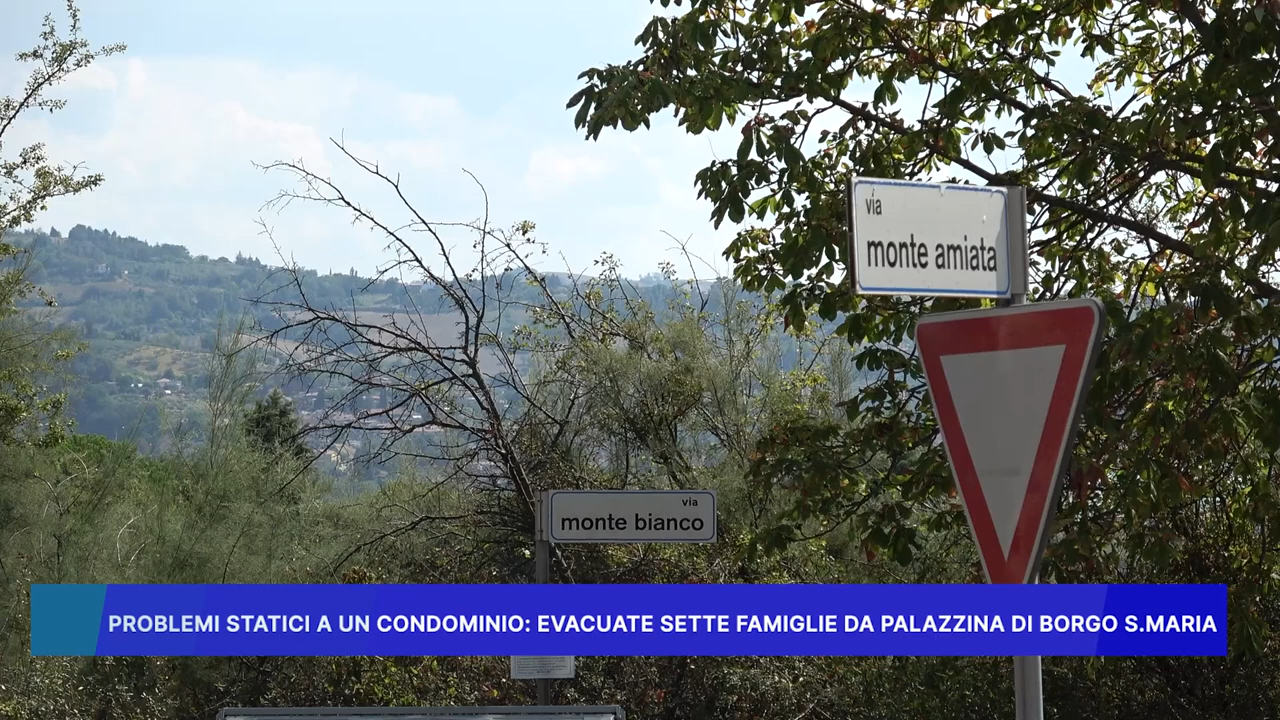 via
monte amiata
via
monte bianco
PROBLEMI STATICI A UN CONDOMINIO: EVACUATE SETTE FAMIGLIE DA PALAZZINA DI BORGO S.MARIA